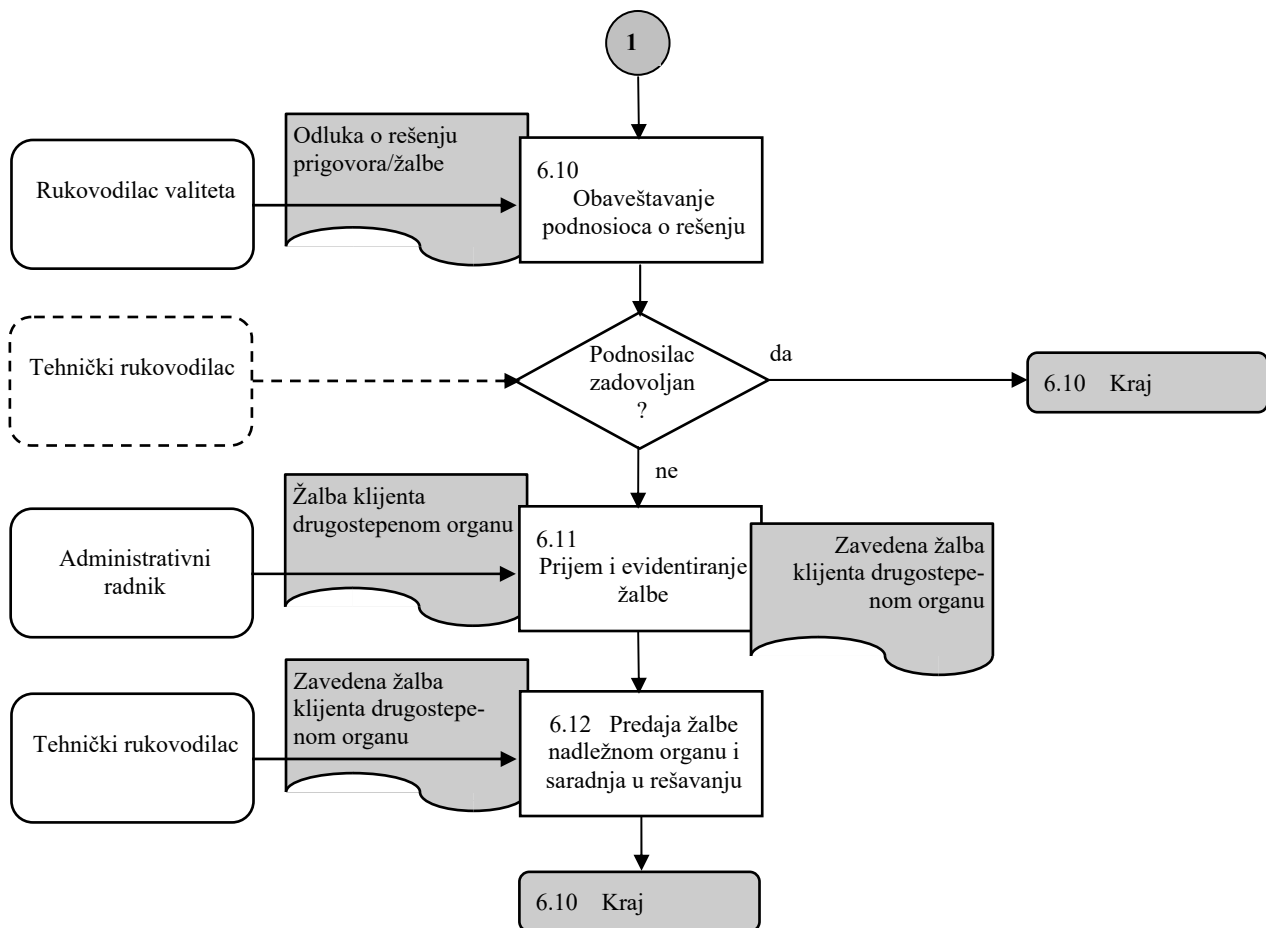 1
Odluka o rešenju
prigovora/žalbe
Rukovodilac valiteta
6.10
Obaveštavanje
podnosioca o rešenju
Tehnički rukovodilac
Podnosilac
zadovoljan
?
da
6.10 Kraj
ne
Žalba klijenta
drugostepenom organu
Administrativni
radnik
6.11
Prijem i evidentiranje
žalbe
Zavedena žalba
klijenta drugostepe-
nom organu
Zavedena žalba
klijenta drugostepe-
nom organu
Tehnički rukovodilac
6.12 Predaja žalbe
nadležnom organu i
saradnja u rešavanju
6.10 Kraj